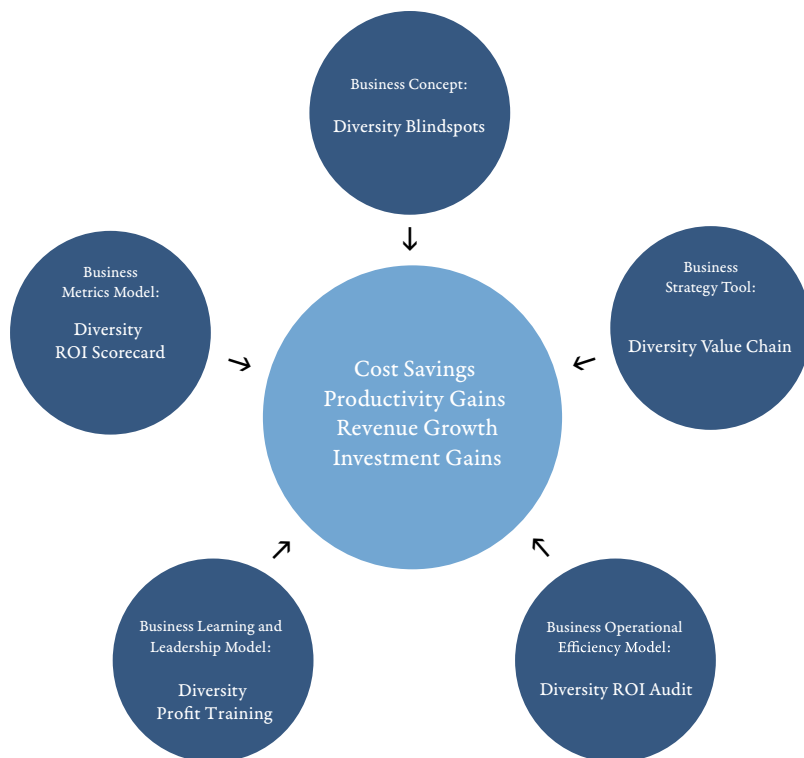 Business Concept:
Diversity Blindspots
Business
Metrics Model:
Diversity
ROI Scorecard
Business
Strategy Tool:
Diversity Value Chain
Cost Savings
Productivity Gains
Revenue Growth
Investment Gains
Business Learning and
Leadership Model:
Diversity
Profit Training
Business Operational
Efficiency Model:
Diversity ROI Audit